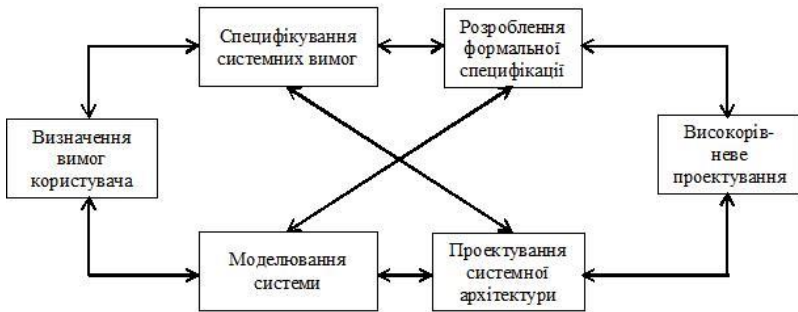 Специфікування
системних вимог
Розроблення
формальної
специфікації
Визначення
вимог
користувача
Високорів-
неве
проектування
Моделювання
системи
Проектування
системної
архітектури